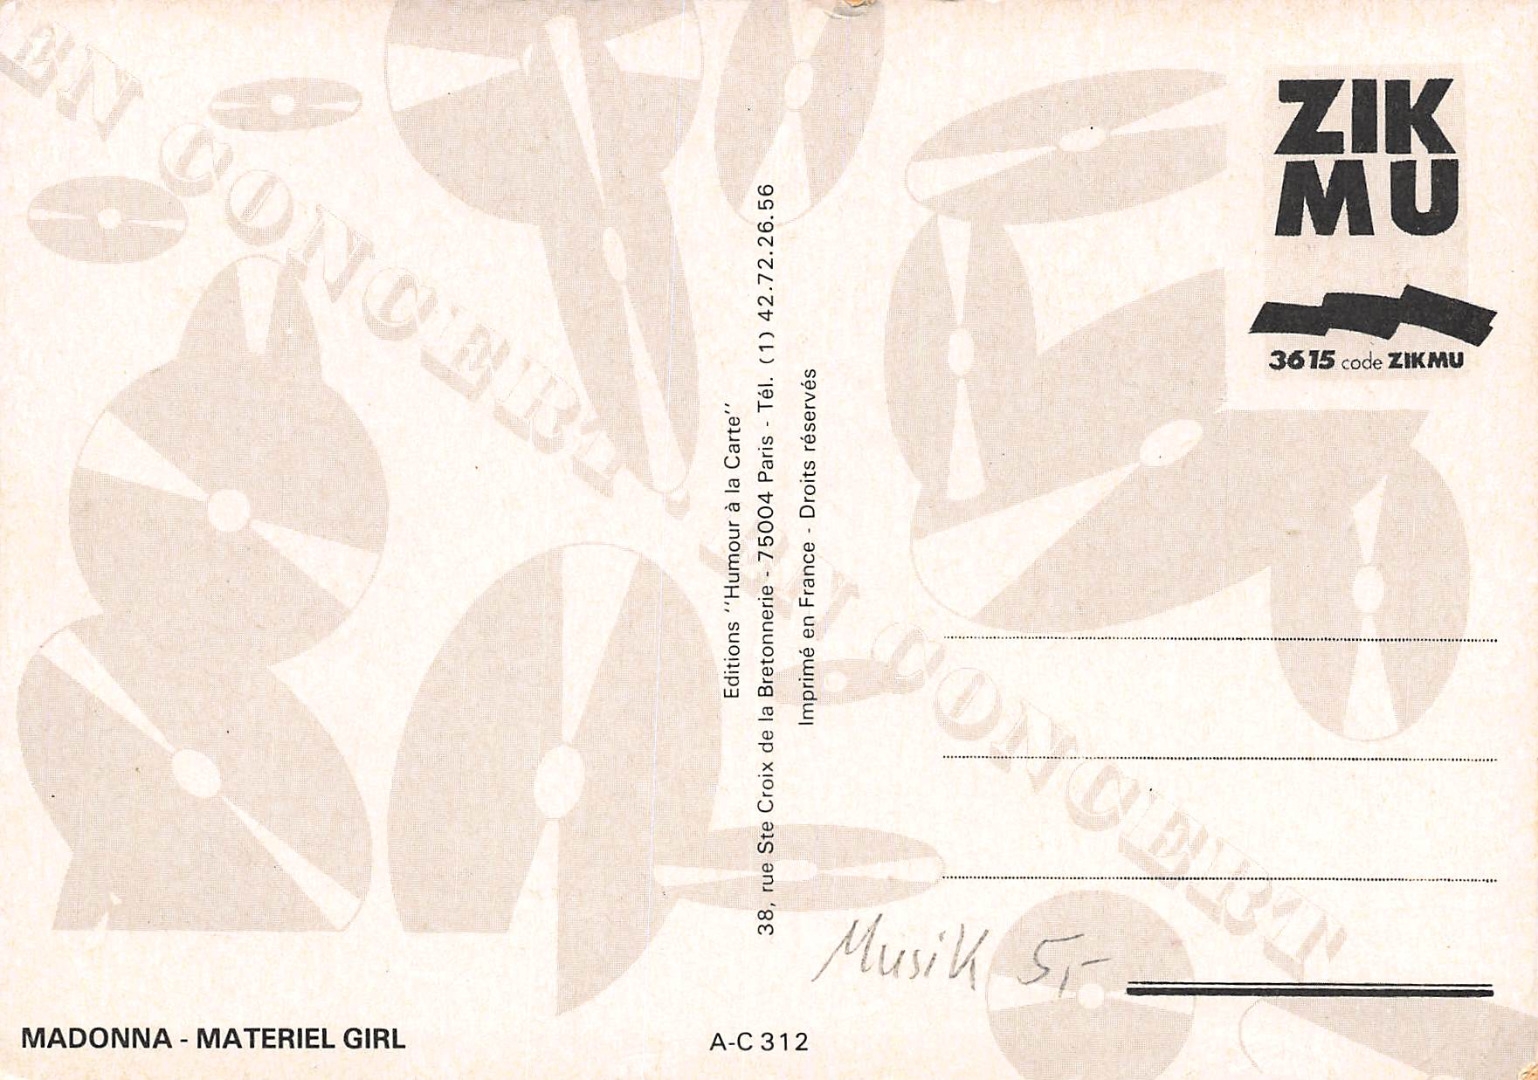 EN CONCERT
ZIK
MU
3615 code ZIKMU
Editions ''Humour à la Carte''
38, rue Ste Croix de la Bretonnerie - 75004 Paris - Tél. (1) 42.72.26.56
Imprimé en France - Droits réservés
EN CONCERT
Musik 5,-
MADONNA - MATERIEL GIRL
A-C 312